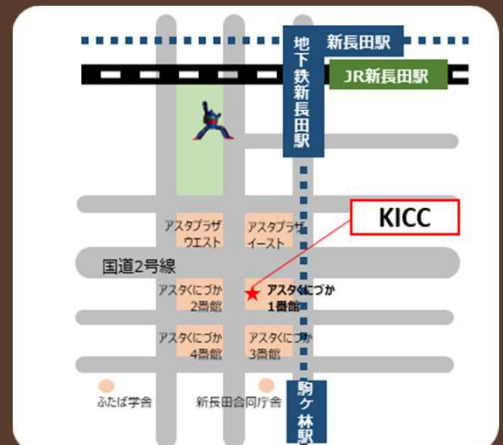 新長田駅
地下鉄新長田駅
JR新長田駅
KICC
アスタプラザ
ウエスト
アスタプラザ
イースト
国道2号線
アスタくにづか
2番館
アスタくにづか
1番館
アスタくにづか
4番館
アスタくにづか
3番館
ふたば学舎
新長田合同庁舎
駒ヶ林駅